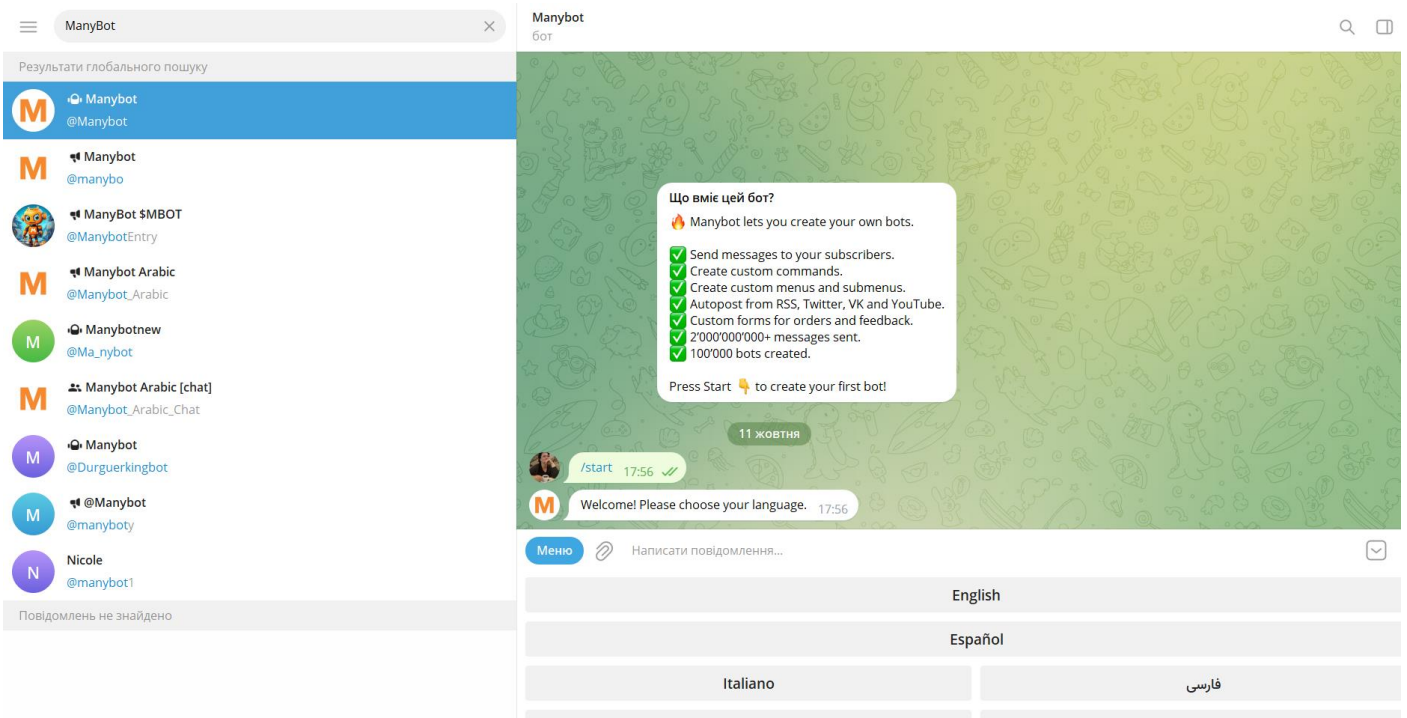 ManyBot
Результати глобального пошуку
M
Manybot
@Manybot
M
Manybot
@manybo
ManyBot $MBOT
@ManybotEntry
M
Manybot Arabic
@Manybot_Arabic
M
Manybotnew
@Ma_nybot
M
Manybot Arabic [chat]
@Manybot_Arabic_Chat
M
Manybot
@Durguerkingbot
M
@Manybot
@manyboty
N
Nicole
@manybot1
Повідомлень не знайдено
Manybot
бот
Що вміє цей бот?
🔥 Manybot lets you create your own bots.
✅ Send messages to your subscribers.
✅ Create custom commands.
✅ Create custom menus and submenus.
✅ Autopost from RSS, Twitter, VK and YouTube.
✅ Custom forms for orders and feedback.
✅ 2'000'000'000+ messages sent.
✅ 100'000 bots created.
Press Start 👇 to create your first bot!
11 жовтня
/start 17:56
M
Welcome! Please choose your language. 17:56
Меню
Написати повідомлення...
English
Español
Italiano
فارسی